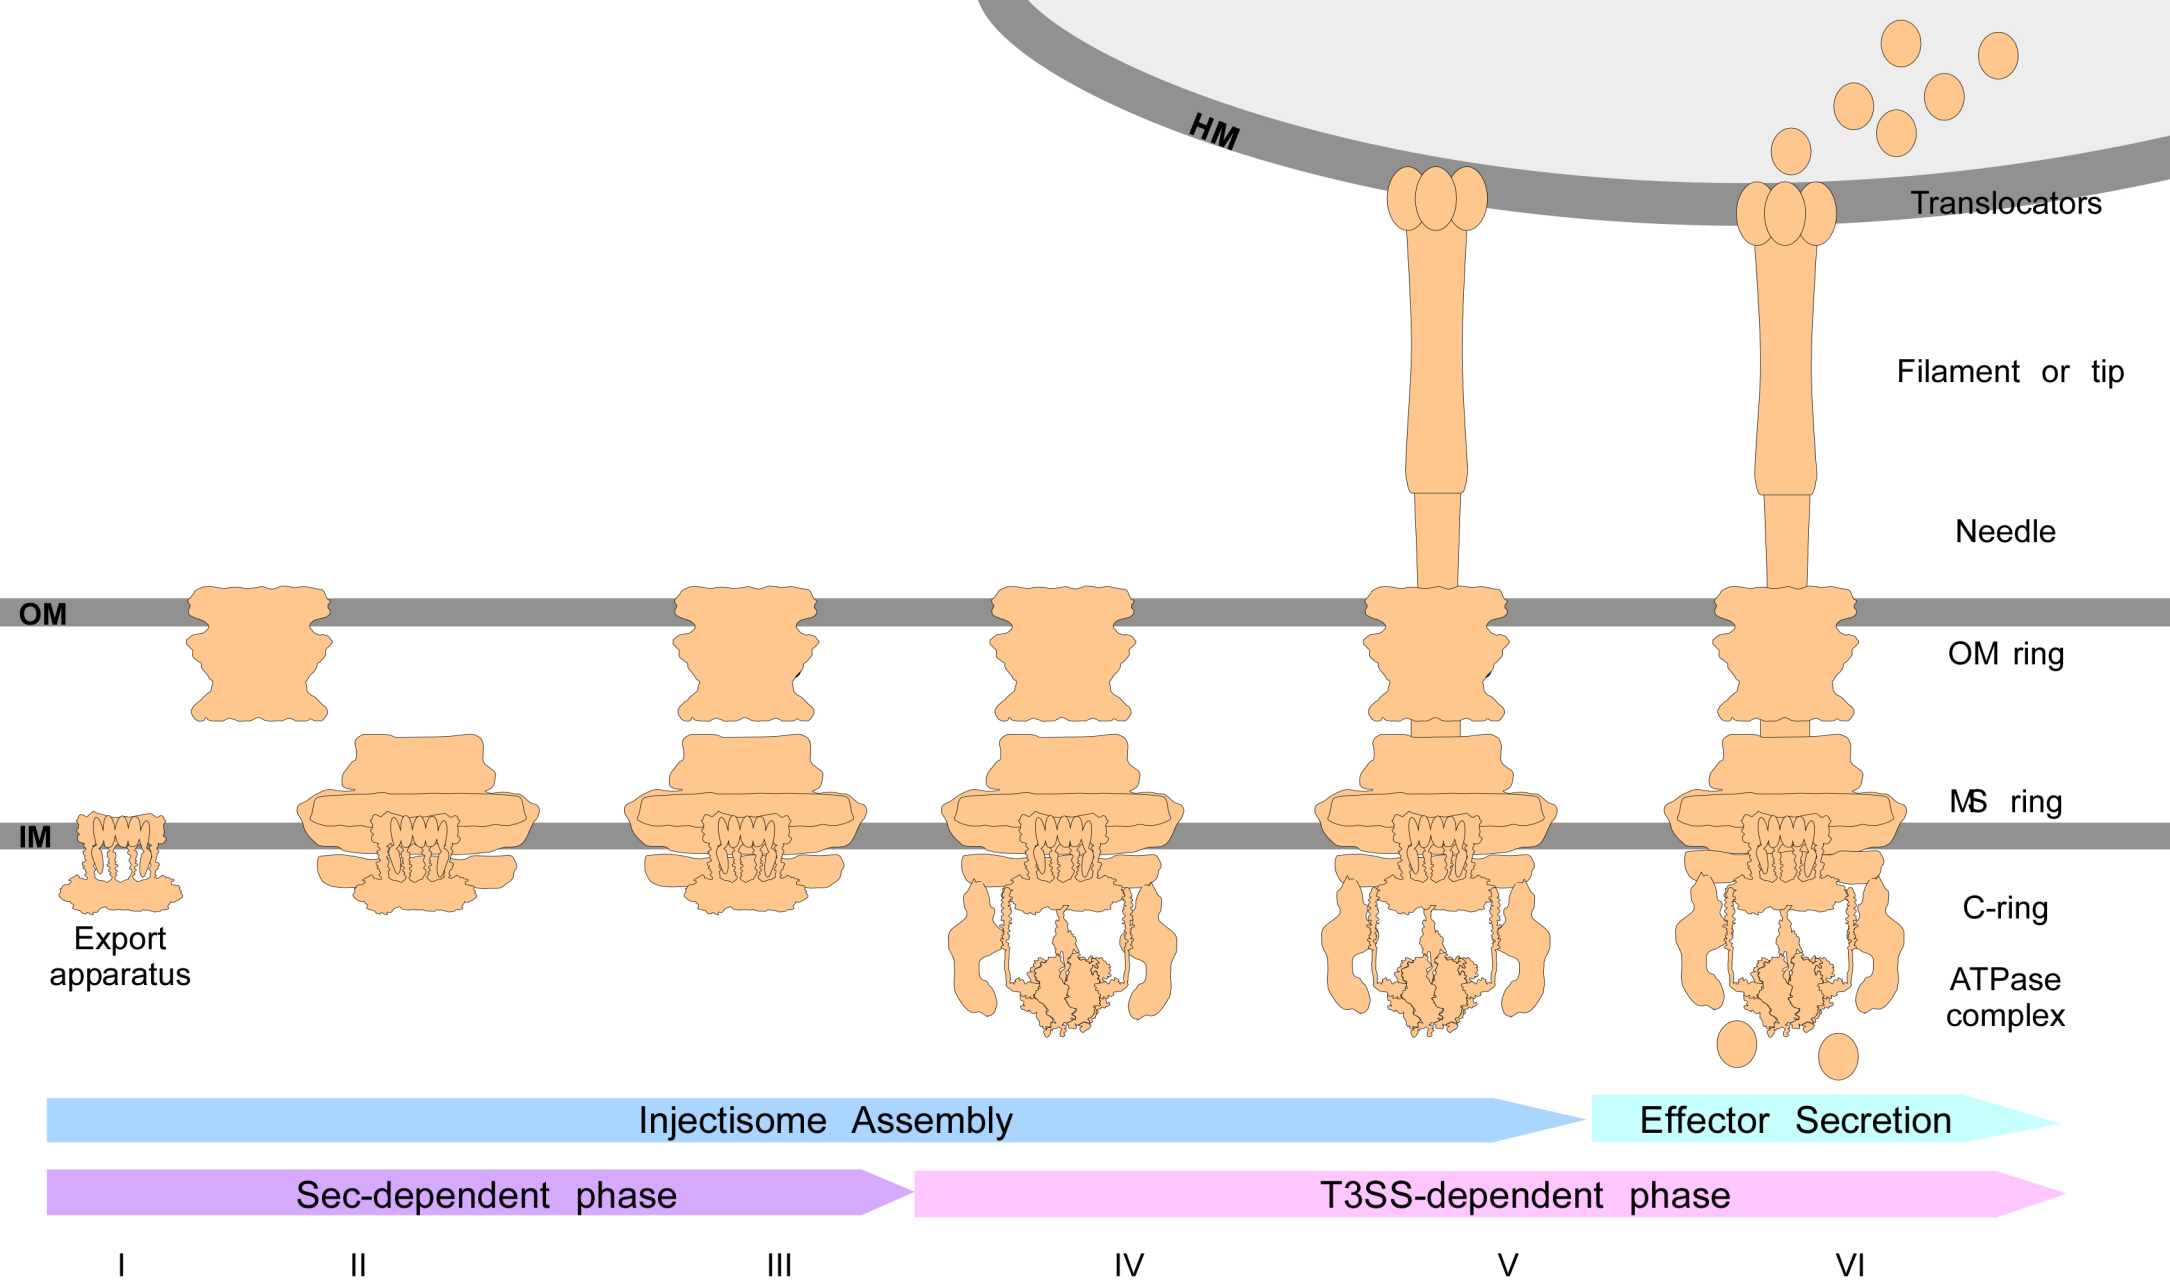 HM
Translocators
Filament or tip
Needle
OM
OM ring
MS ring
IM
C-ring
Export
apparatus
ATPase
complex
Injectisome Assembly
Effector Secretion
Sec-dependent phase
T3SS-dependent phase
I II III IV V VI